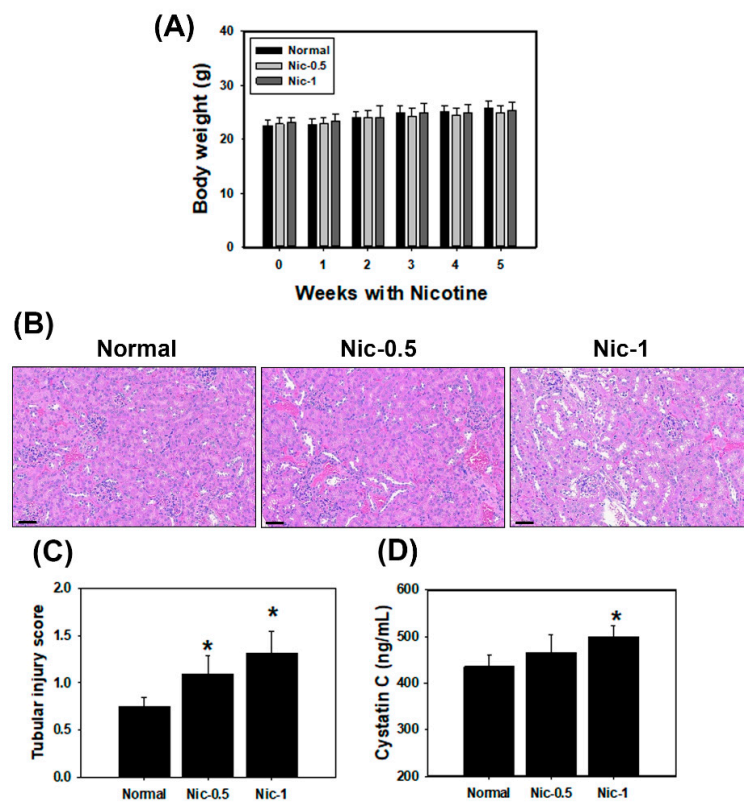 (A)
40
30
20
10
0
Body weight (g)
Normal
Nic-0.5
Nic-1
0 1 2 3 4 5
Weeks with Nicotine
(B)
Normal Nic-0.5 Nic-1
(C)
2.0
1.5
1.0
0.5
0.0
Tubular injury score
* *
Normal Nic-0.5 Nic-1
(D)
600
500
400
300
200
Cystatin C (ng/mL)
*
Normal Nic-0.5 Nic-1